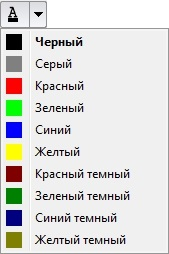 A
Черный
Серый
Красный
Зеленый
Синий
Желтый
Красный темный
Зеленый темный
Синий темный
Желтый темный